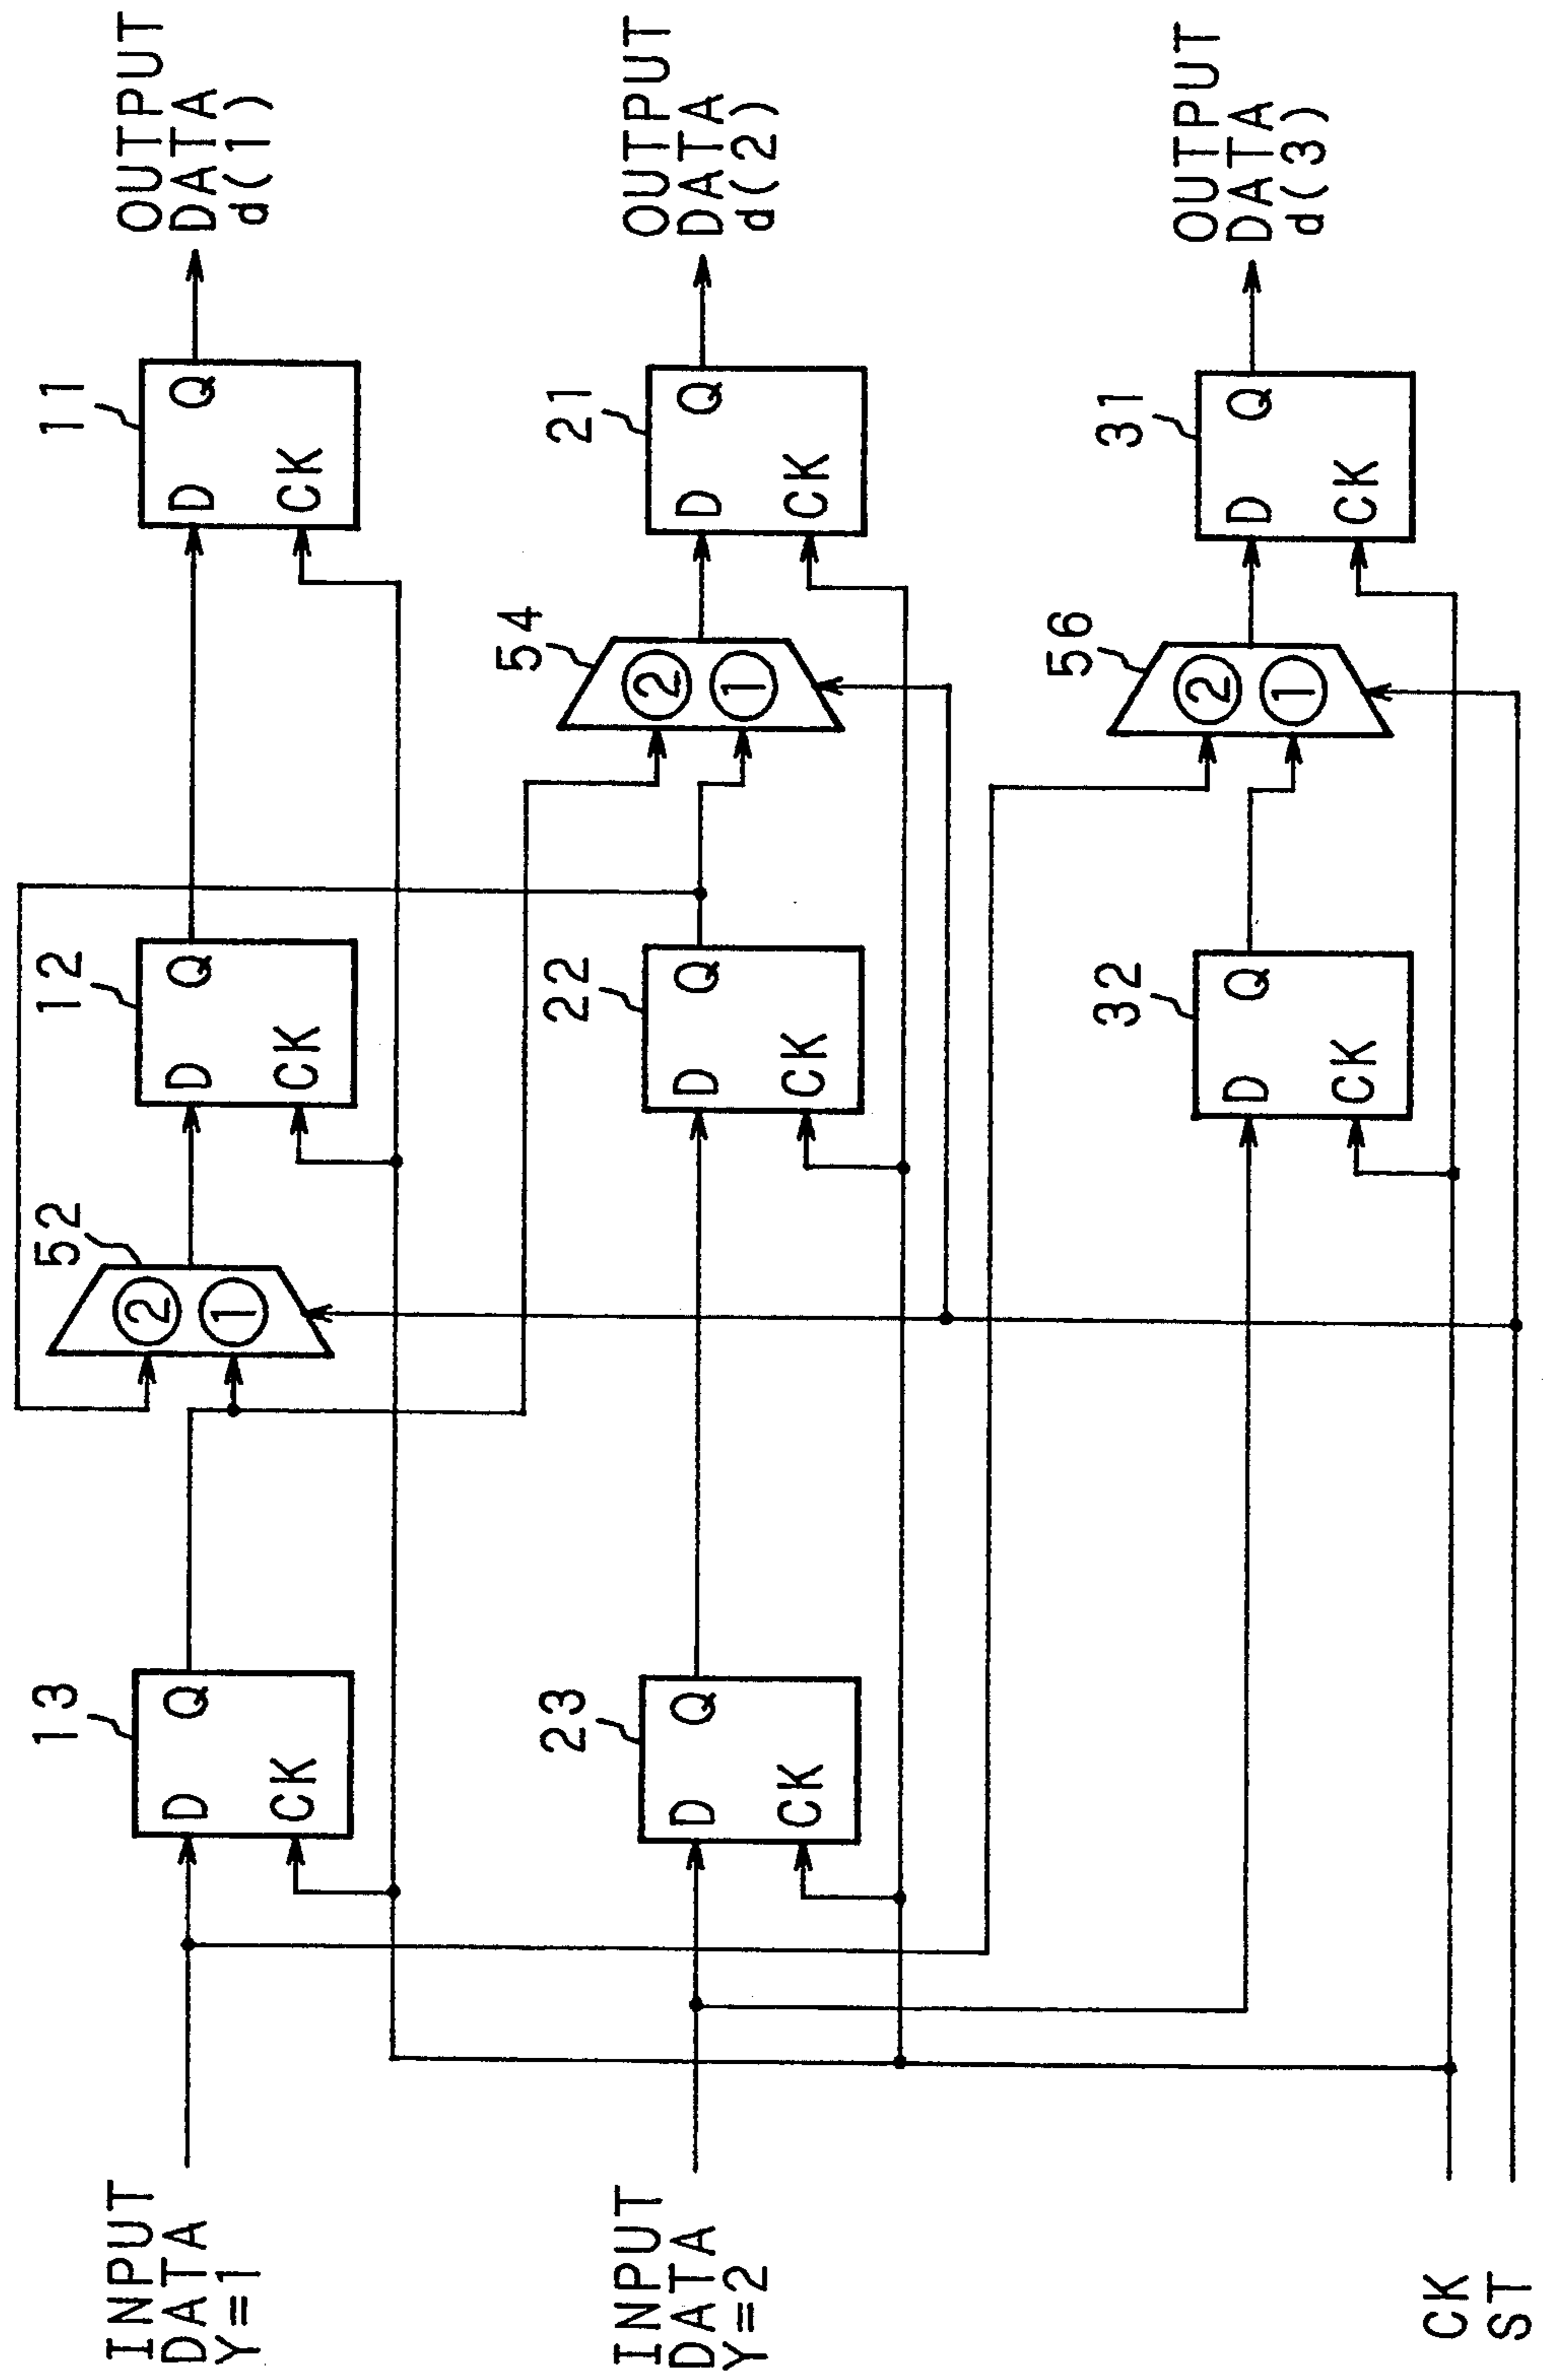 INPUT
DATA
Y=1
13
D
Q
CK
52
②
①
12
D
Q
CK
11
D
Q
CK
OUTPUT
DATA
d(1)
INPUT
DATA
Y=2
23
D
Q
CK
22
D
Q
CK
54
②
①
21
D
Q
CK
OUTPUT
DATA
d(2)
32
D
Q
CK
56
②
①
31
D
Q
CK
OUTPUT
DATA
d(3)
CK
ST